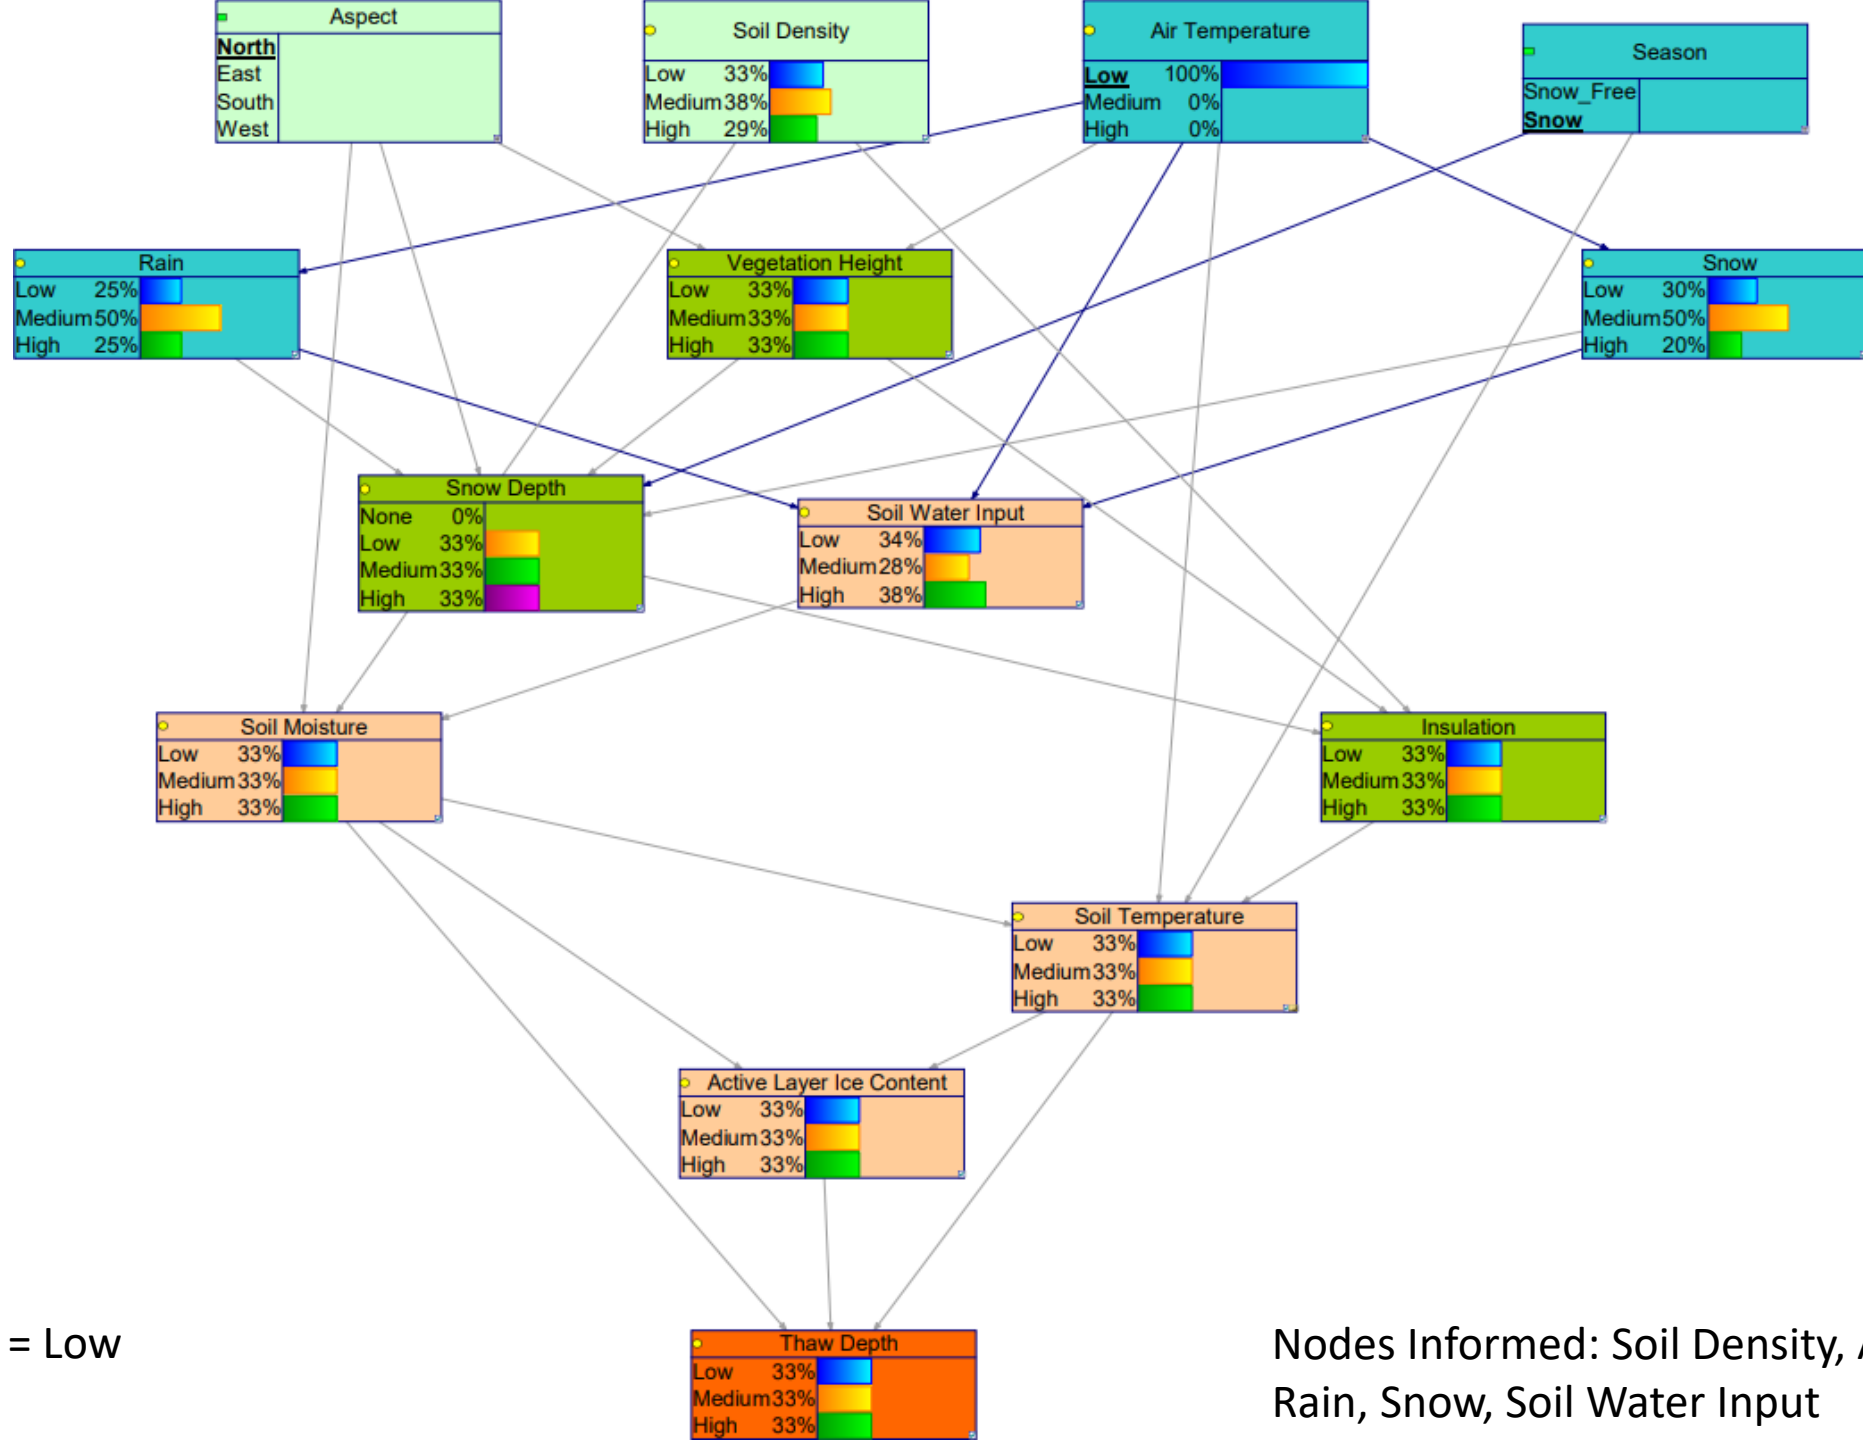 Aspect
North
East
South
West
Soil Density
Low 33%
Medium 38%
High 29%
Air Temperature
Low 100%
Medium 0%
High 0%
Season
Snow_Free
Snow
Rain
Low 25%
Medium 50%
High 25%
Vegetation Height
Low 33%
Medium 33%
High 33%
Snow
Low 30%
Medium 50%
High 20%
Snow Depth
None 0%
Low 33%
Medium 33%
High 33%
Soil Water Input
Low 34%
Medium 28%
High 38%
Soil Moisture
Low 33%
Medium 33%
High 33%
Insulation
Low 33%
Medium 33%
High 33%
Soil Temperature
Low 33%
Medium 33%
High 33%
Active Layer Ice Content
Low 33%
Medium 33%
High 33%
Thaw Depth
Low 33%
Medium 33%
High 33%
= Low
Nodes Informed: Soil Density,
Rain, Snow, Soil Water Input